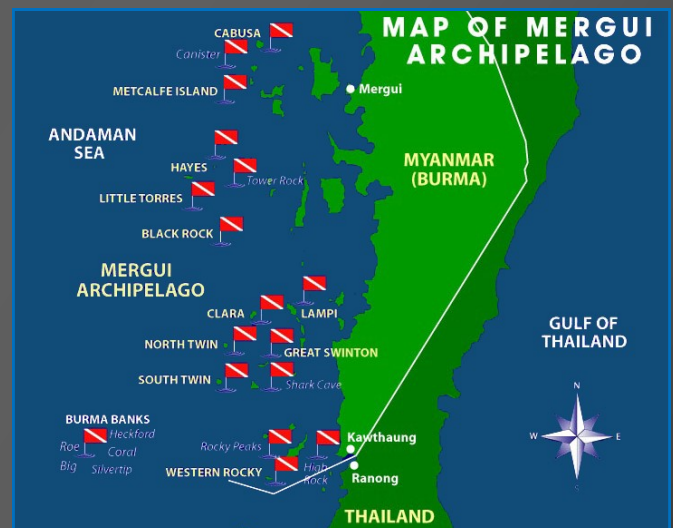 MAP OF MERGUI
ARCHIPELAGO
CABUSA
Canister
Mergui
METCALFE ISLAND
ANDAMAN
SEA
MYANMAR
(BURMA)
HAYES
Tower Rock
LITTLE TORRES
BLACK ROCK
MERGUI
ARCHIPELAGO
CLARA
LAMPI
GULF OF
THAILAND
NORTH TWIN
GREAT SWINTON
SOUTH TWIN
Shark Cave
N
W
E
S
BURMA BANKS
Heckford
Roe
Coral
Big
Silvertip
Rocky Peaks
Kawthaung
High
Rock
WESTERN ROCKY
Ranong
THAILAND